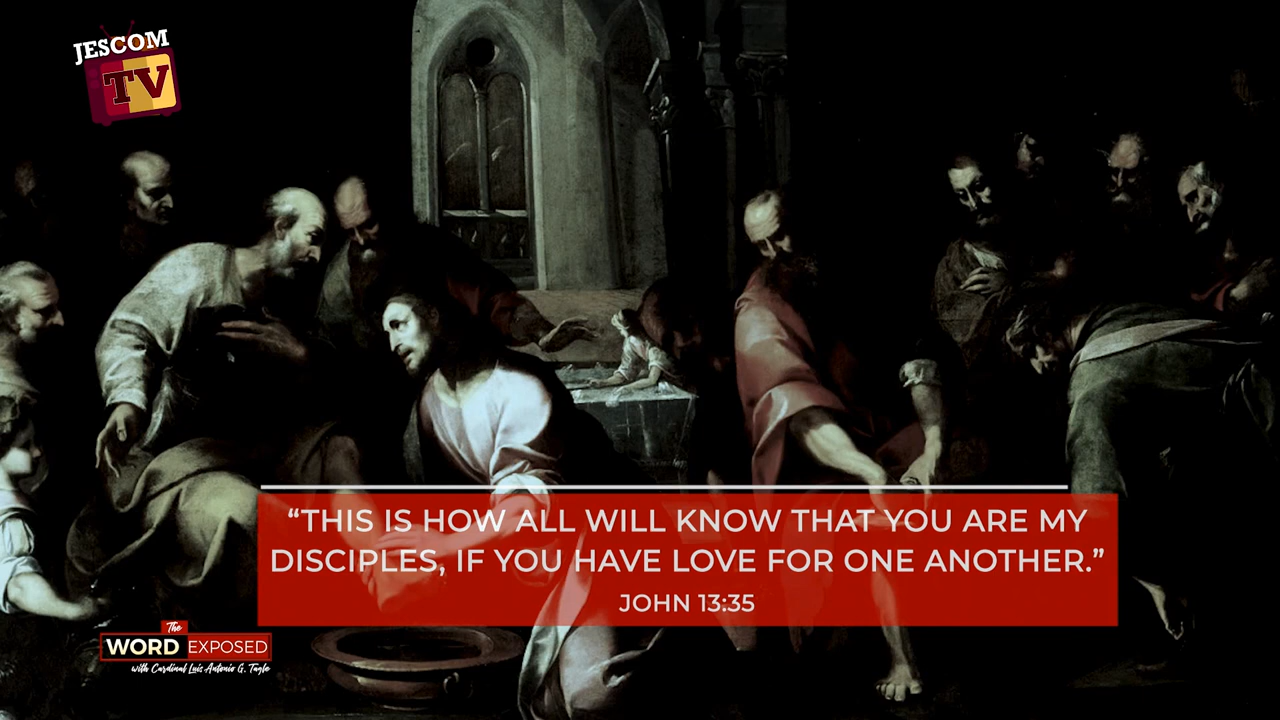 JESCOM
TV
“THIS IS HOW ALL WILL KNOW THAT YOU ARE MY
DISCIPLES, IF YOU HAVE LOVE FOR ONE ANOTHER.”
JOHN 13:35
The
WORD EXPOSED
with Cardinal Luis Antonio G. Tagle